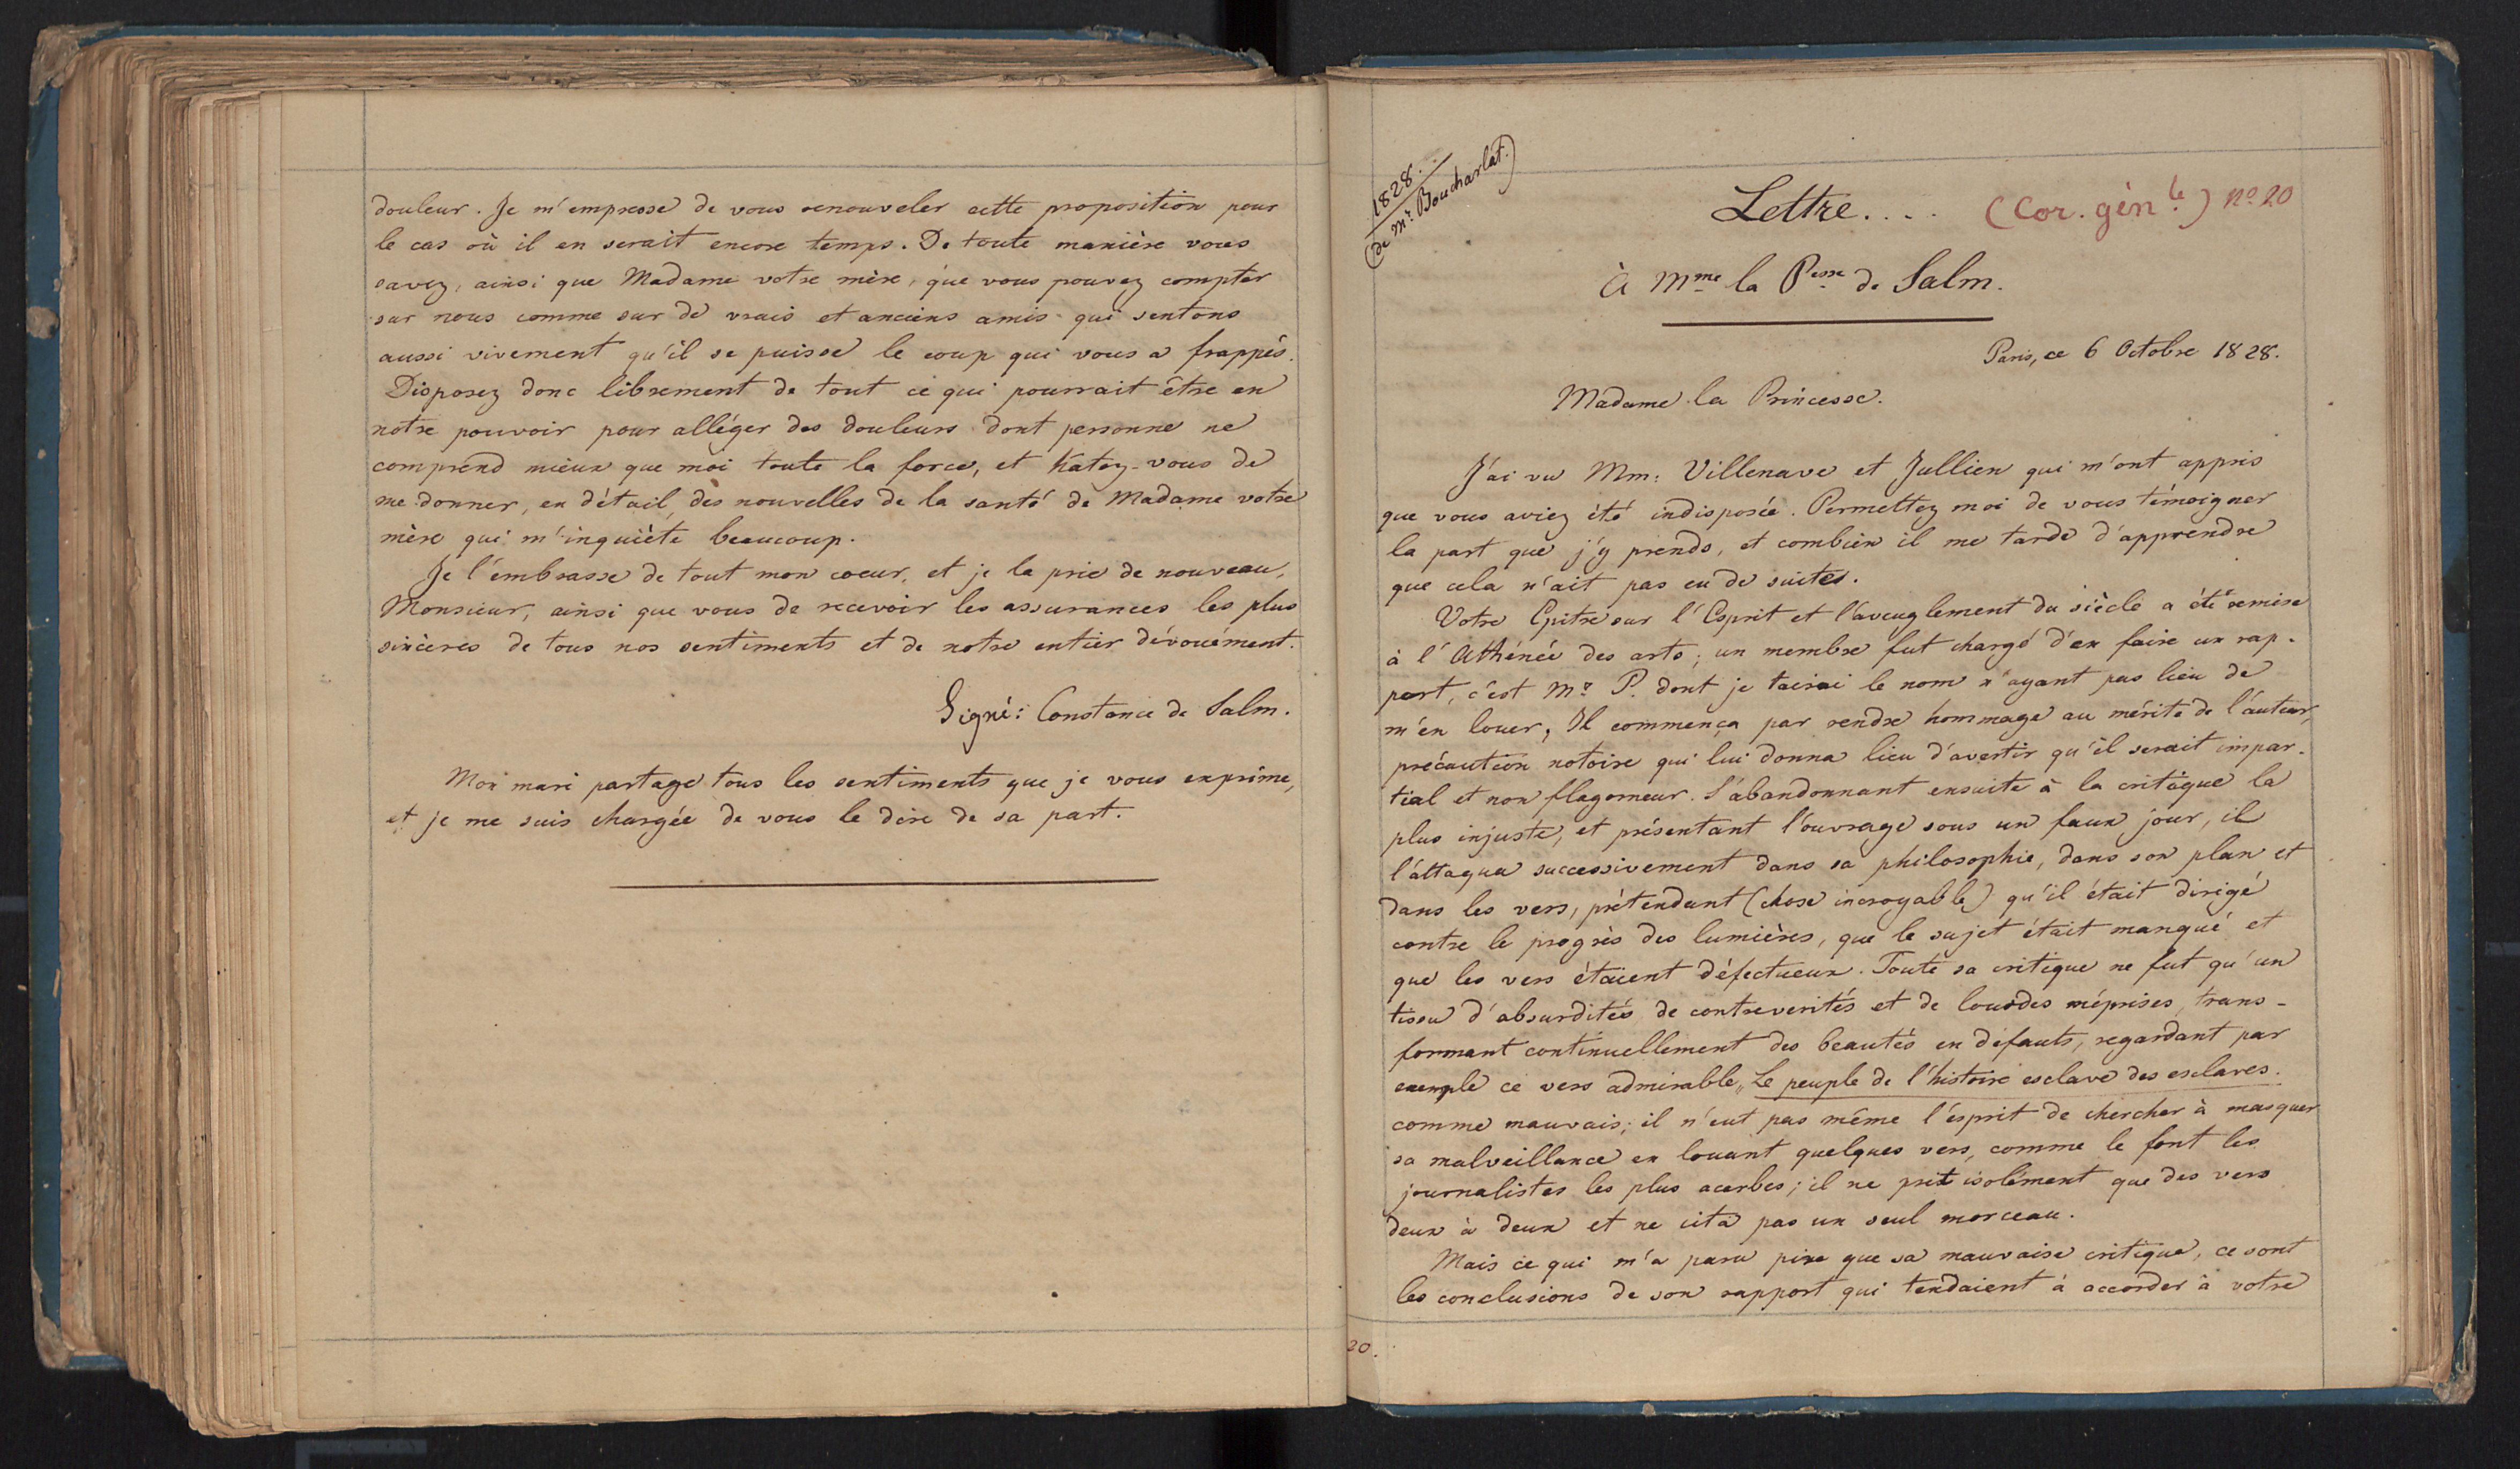 douleur. Je m'empresse de vous renouveler cette proposition pour
le cas où il en serait encore temps. De toute manière vous
savez, ainsi que Madame votre mère, que vous pouvez compter
sur nous comme sur de vrais et anciens amis qui sentons
aussi vivement qu'il se puisse le coup qui vous a frappés.
Disposez donc librement de tout ce qui pourrait être en
notre pouvoir pour alléger des douleurs dont personne ne
comprend mieux que moi toute la force, et hatez-vous de
me donner, en détail, des nouvelles de la santé de Madame votre
mère qui m'inquiète beaucoup.
Je l'embrasse de tout mon coeur, et je la prie de nouveau,
Monsieur, ainsi que vous de recevoir les assurances les plus
sincères de tous nos sentiments et de notre entier dévouément.
Signé: Constance de Salm.
Mon mari partage tous les sentiments que je vous exprime,
et je me suis chargée de vous le dire de sa part.
1828.
(de Mr. Boucharlat.)
Lettre.... (Cor. génle.) No. 20
À Mme la Pesse de Salm.
Paris, ce 6 Octobre 1828.
Madame la Princesse.
J'ai vu Mm: Villenave et Jullien qui m'ont appris
que vous aviez été indisposée. Permettez moi de vous témoigner
la part que j'y prends, et combien il me tarde d'apprendre
que cela n'ait pas eu de suites.
Votre Epitre sur l'Esprit et l'aveuglement du siècle a été remise
à l'Athénée des arts; un membre fut chargé d'en faire un rap-
port, c'est Mr. P. dont je tairai le nom n'ayant pas lieu de
m'en louer. Il commença par rendre hommage au mérite de l'auteur,
précaution notoire qui lui donna lieu d'avertir qu'il serait impar-
tial et non flagorneur. S'abandonnant ensuite à la critique la
plus injuste, et présentant l'ouvrage sous un faux jour, il
l'attaqua successivement dans sa philosophie, dans son plan et
dans les vers, prétendant (chose incroyable) qu'il était dirigé
contre le progrès des lumières, que le sujet était manqué et
que les vers étaient défectueux. Toute sa critique ne fut qu'un
tissu d'absurdités de contreverités et de lourdes méprises, trans-
formant continuellement des beautés en défauts, regardant par
exemple ce vers admirable, „Le peuple de l'histoire esclave des esclaves.
comme mauvais; il n'eut pas même l'esprit de chercher à masquer
sa malveillance en louant quelques vers, comme le font les
journalistes les plus acerbes; il ne prit isolément que des vers
deux à deux et ne cita pas un seul morceau.
Mais ce qui m'a paru pire que sa mauvaise critique, ce sont
les conclusions de son rapport qui tendaient à accorder à votre
20.